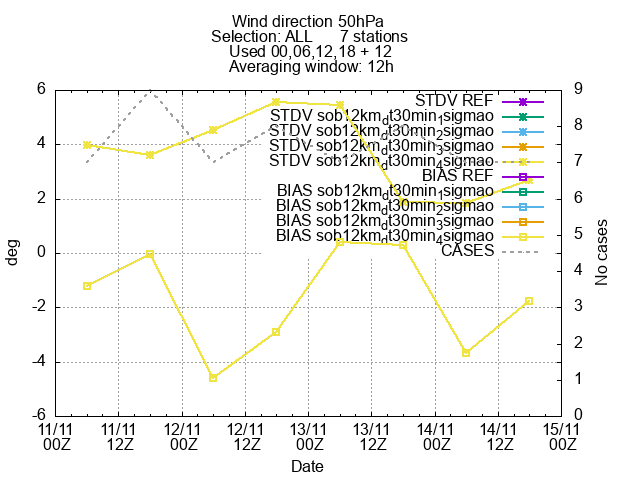 Wind direction 50hPa
Selection: ALL 7 stations
Used 00,06,12,18 + 12
Averaging window: 12h
STDV REF
STDV sob12km_dt30min_1sigmao
STDV sob12km_dt30min_2sigmao
STDV sob12km_dt30min_3sigmao
STDV sob12km_dt30min_4sigmao
BIAS REF
BIAS sob12km_dt30min_1sigmao
BIAS sob12km_dt30min_2sigmao
BIAS sob12km_dt30min_3sigmao
BIAS sob12km_dt30min_4sigmao
CASES
6
4
2
0
-2
-4
-6
deg
9
8
7
6
5
4
3
2
1
0
No cases
11/11 11/11 12/11 12/11 13/11 13/11 14/11 14/11 15/11
00Z 12Z 00Z 12Z 00Z 12Z 00Z 12Z 00Z
Date